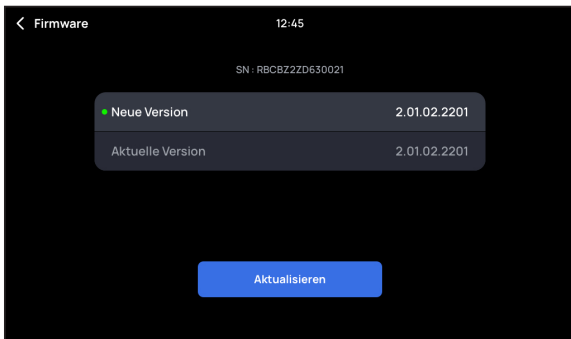 Firmware 12:45
SN : RBCBZ2ZD630021
Neue Version 2.01.02.2201
Aktuelle Version 2.01.02.2201
Aktualisieren